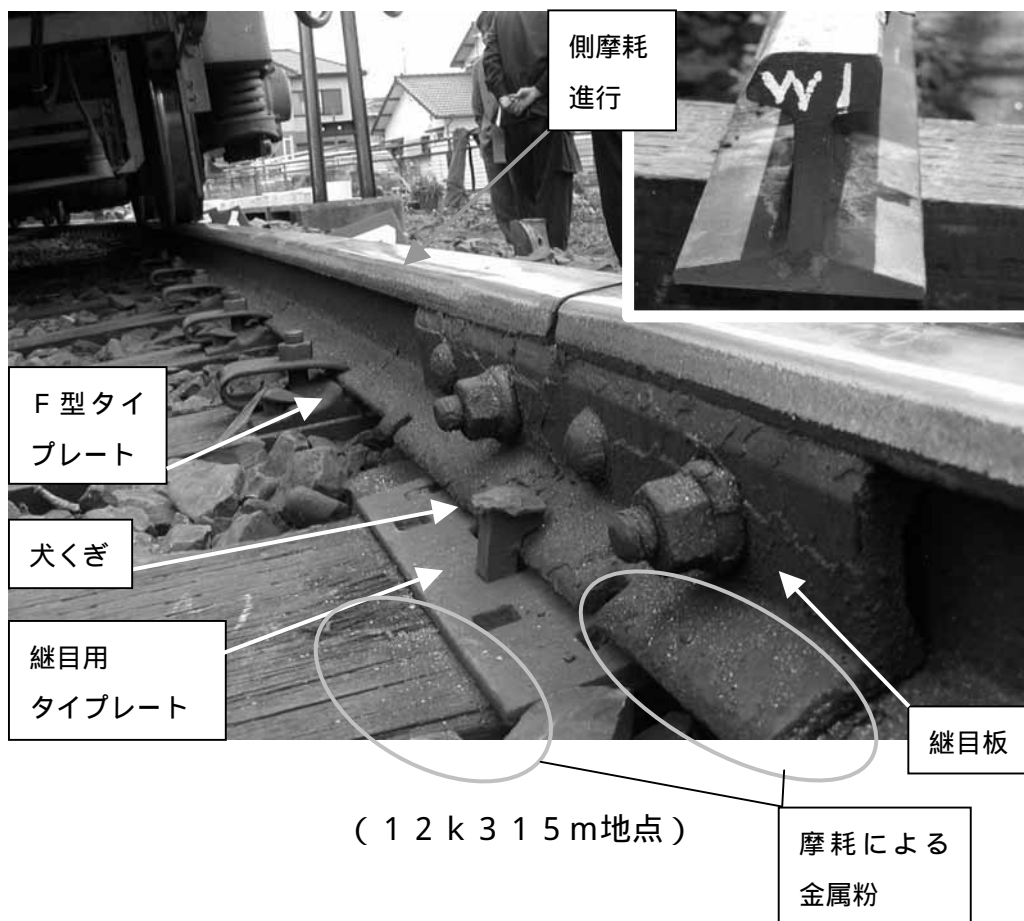 側摩耗
進行
W1
Ｆ型タイ
プレート
犬くぎ
継目用
タイプレート
継目板
（１２ｋ３１５ｍ地点）
摩耗による
金属粉